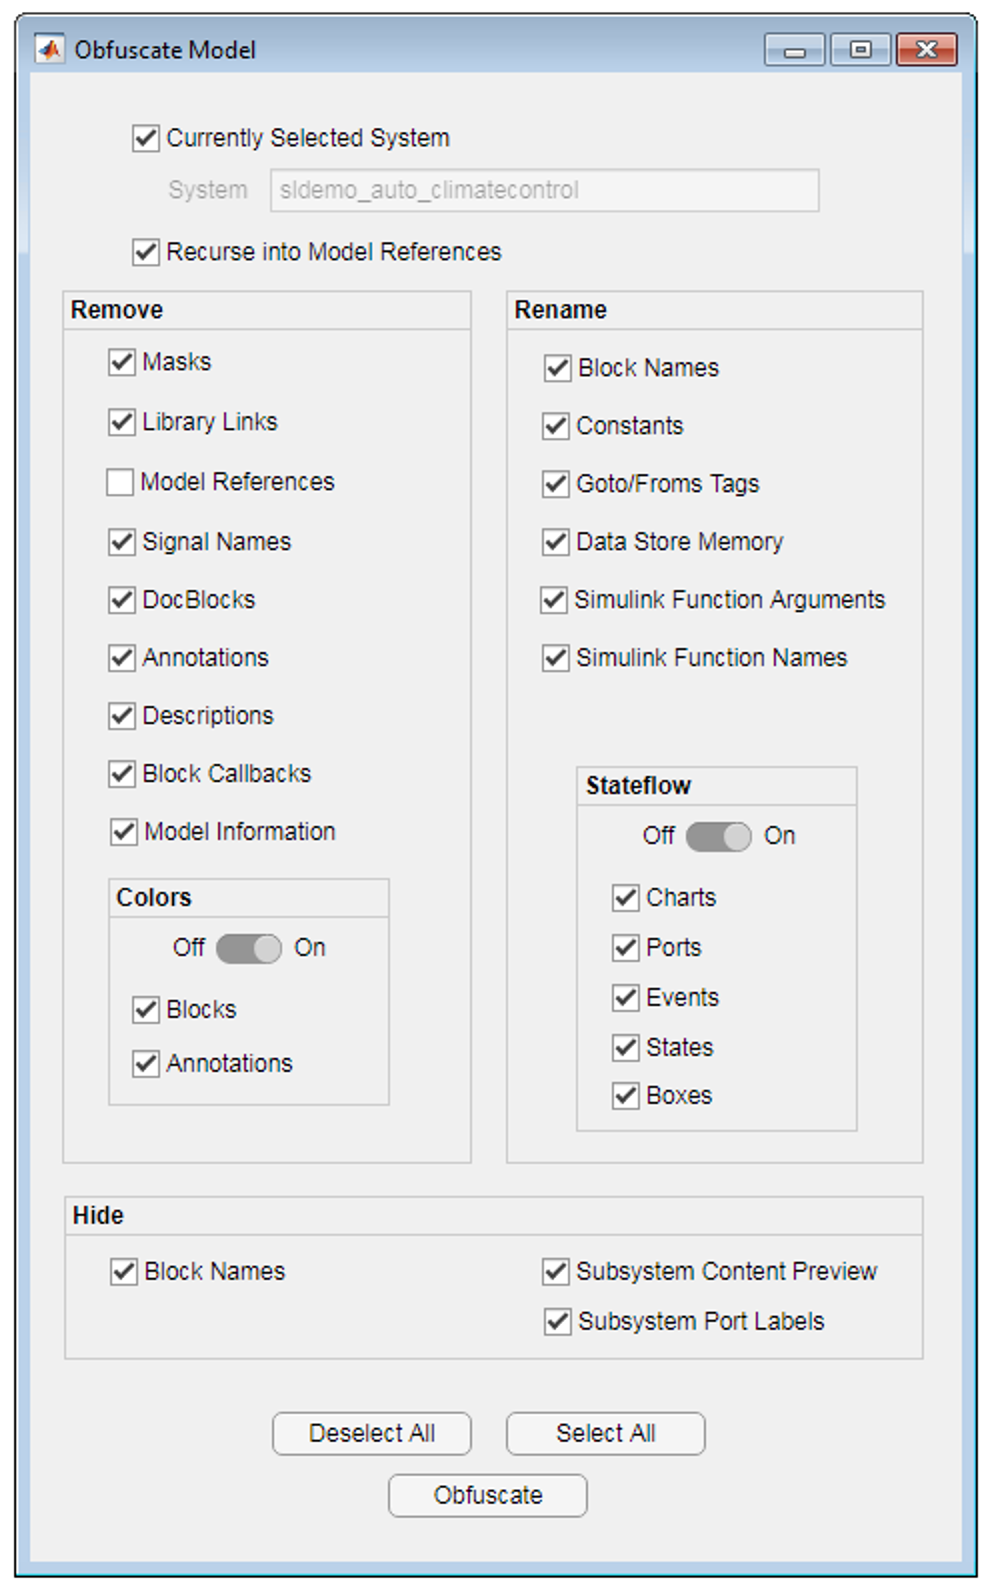 Obfuscate Model
Currently Selected System
System sldemo_auto_climatecontrol
Recurse into Model References
Remove
Masks
Library Links
Model References
Signal Names
DocBlocks
Annotations
Descriptions
Block Callbacks
Model Information
Colors
Off On
Blocks
Annotations
Rename
Block Names
Constants
Goto/Froms Tags
Data Store Memory
Simulink Function Arguments
Simulink Function Names
Stateflow
Off On
Charts
Ports
Events
States
Boxes
Hide
Block Names
Subsystem Content Preview
Subsystem Port Labels
Deselect All Select All
Obfuscate